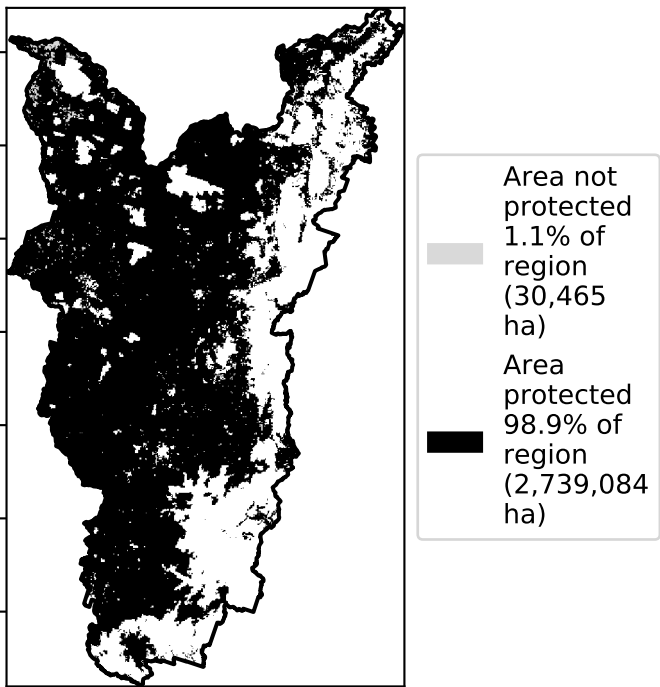 Area not
protected
1.1% of
region
(30,465
ha)
Area
protected
98.9% of
region
(2,739,084
ha)